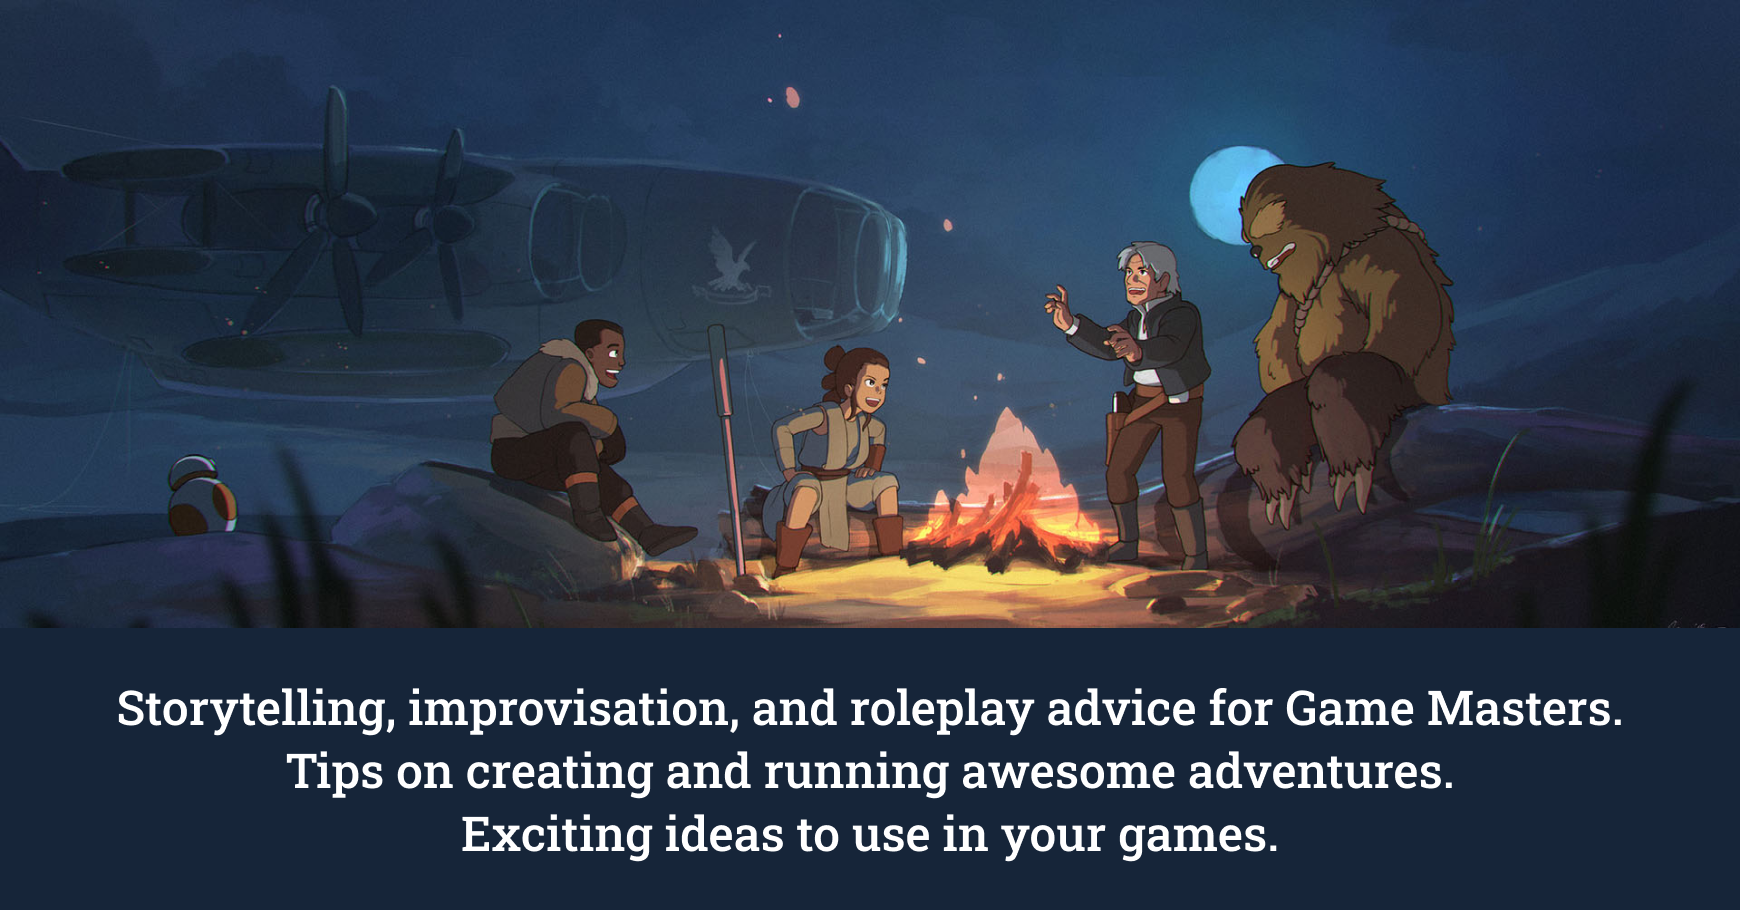 Storytelling, improvisation, and roleplay advice for Game Masters.
Tips on creating and running awesome adventures.
Exciting ideas to use in your games.